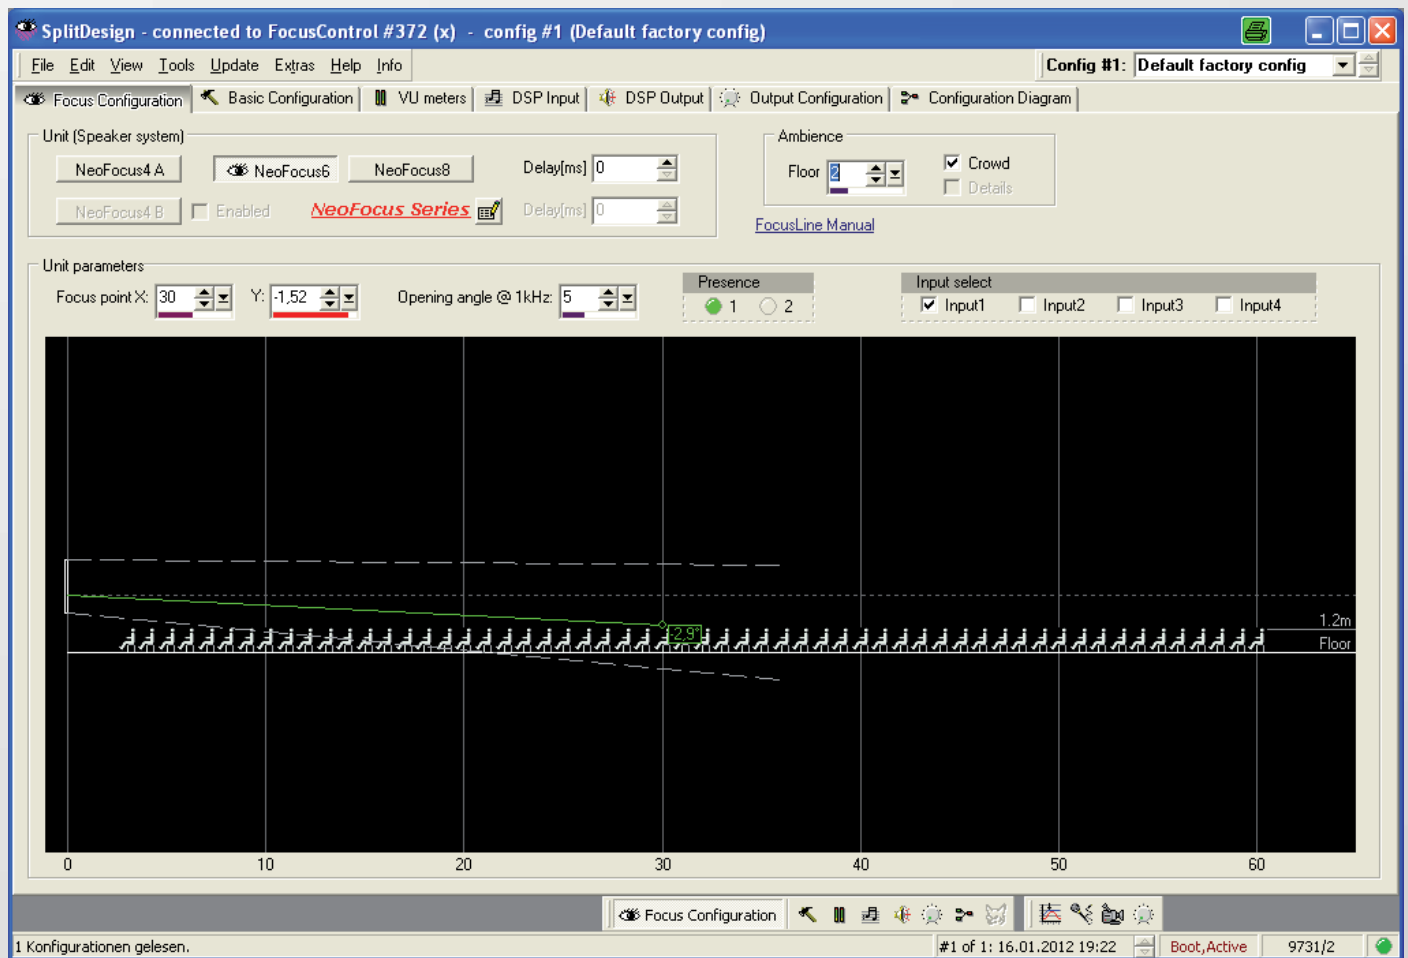 SplitDesign - connected to FocusControl #372 (x) - config #1 (Default factory config)
File Edit View Tools Update Extras Help Info
Config #1: Default factory config
Focus Configuration Basic Configuration VU meters DSP Input DSP Output Output Configuration Configuration Diagram
Unit (Speaker system)
NeoFocus4 A NeoFocus6 NeoFocus8 Delay[ms] 0
NeoFocus4 B Enabled NeoFocus Series Delay[ms] 0
Ambience
Floor 2 Crowd
Details
FocusLine Manual
Unit parameters
Focus point X: 30 Y: -1,52 Opening angle @ 1kHz: 5
Presence
1 2
Input select
Input1 Input2 Input3 Input4
1.2m
-2,9°
Floor
0 10 20 30 40 50 60
Focus Configuration
1 Konfigurationen gelesen.
#1 of 1: 16.01.2012 19:22 Boot,Active 9731/2